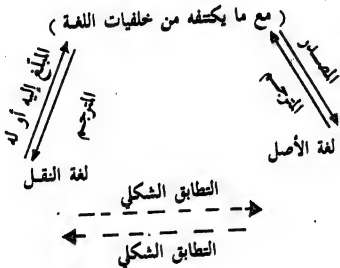 ( مع ما يكتنفه من خلفيات اللغة )
المصدر
المترجم
المبلغ إليه أو له
المترجم
لغة الأصل
لغة النقل
التطابق الشكلي
التطابق الشكلي